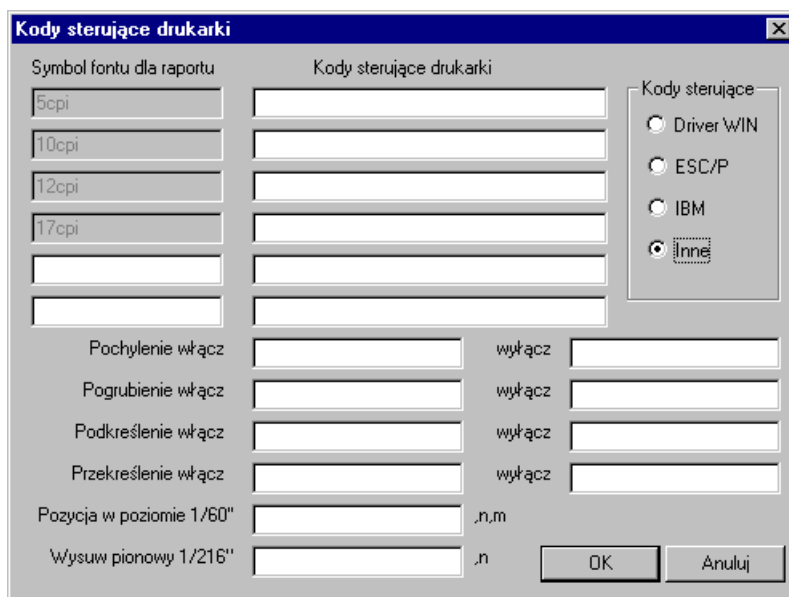 Kody sterujące drukarki
Symbol fontu dla raportu Kody sterujące drukarki
Kody sterujące
5cpi
Driver WIN
10cpi
ESC/P
12cpi
IBM
17cpi
Inne
Pochylenie włącz wyłącz
Pogrubienie włącz wyłącz
Podkreślenie włącz wyłącz
Przekreślenie włącz wyłącz
Pozycja w poziomie 1/60" ,n,m
Wysuw pionowy 1/216" ,n
OK Anuluj